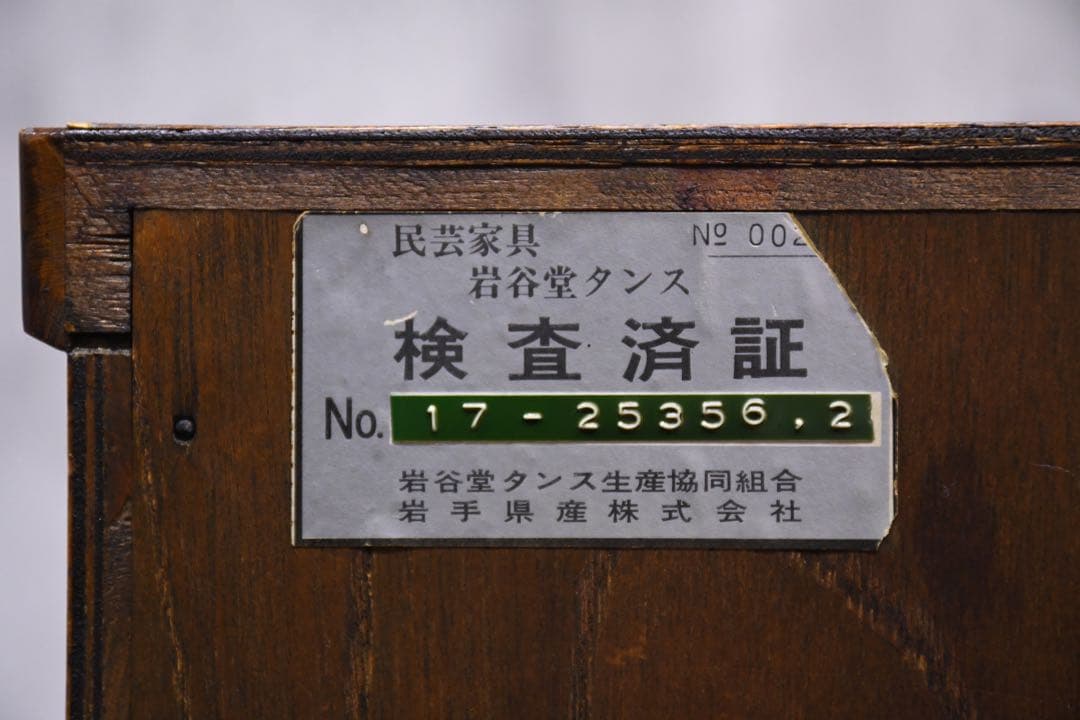 民芸家具 № 002
岩谷堂タンス
検査済証
No. 17-25356,2
岩谷堂タンス生産協同組合
岩手県産株式会社